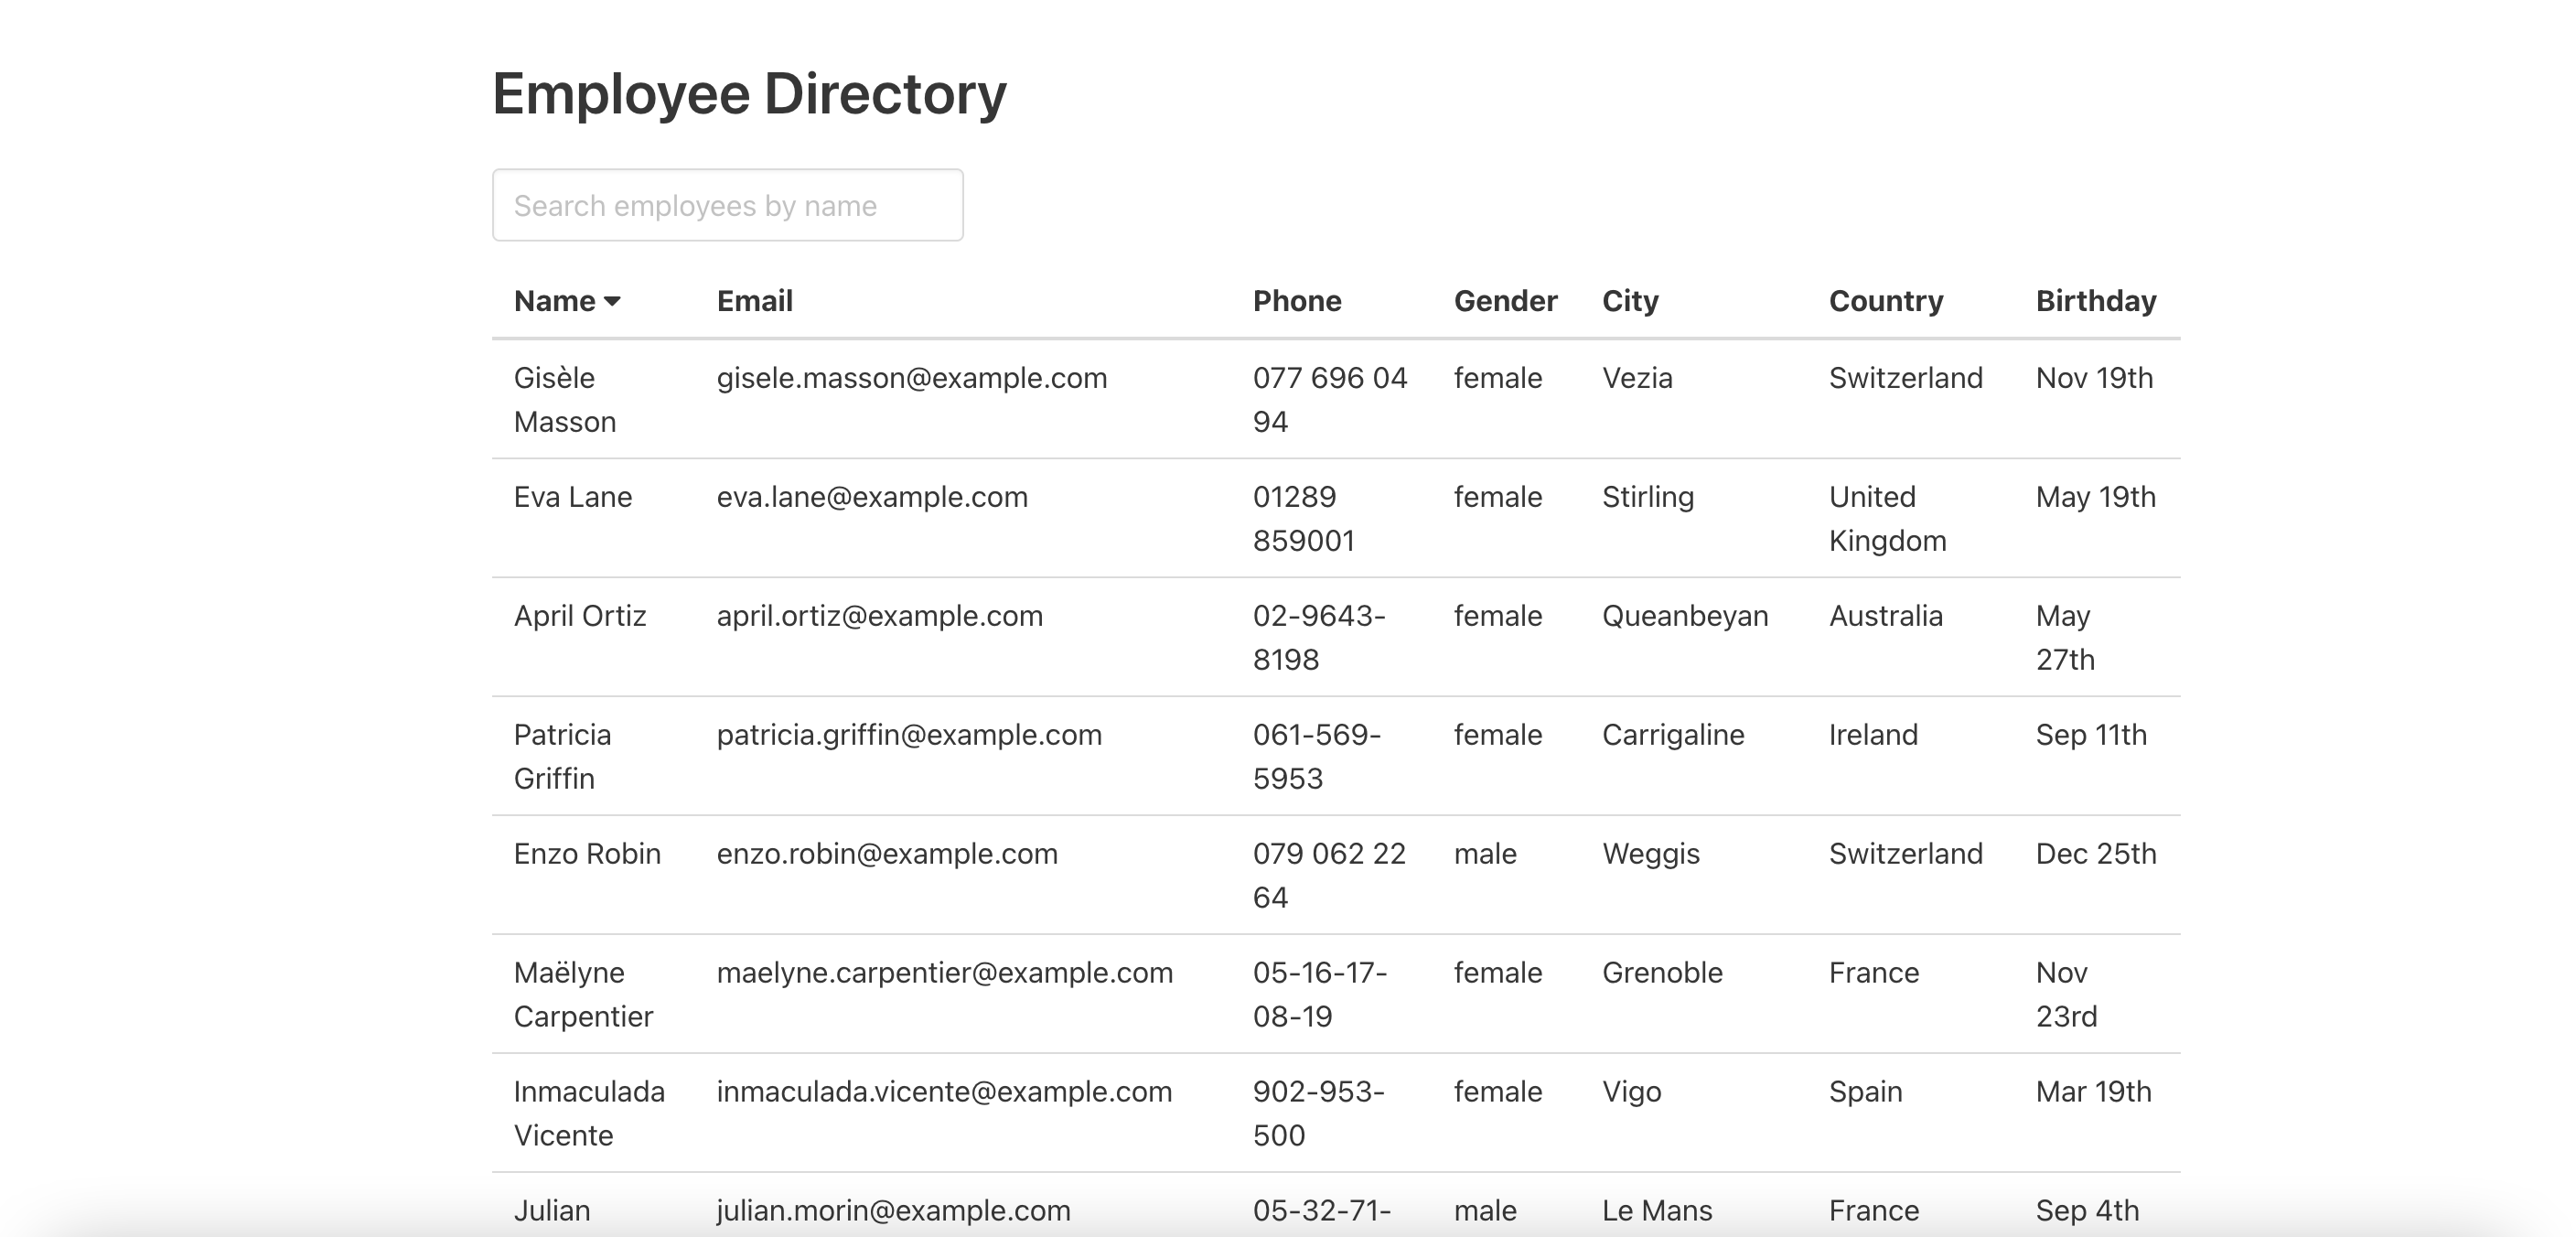 Employee Directory
Search employees by name
Name Email Phone Gender City Country Birthday
Gisèle gisele.masson@example.com 077 696 04 female Vezia Switzerland Nov 19th
Masson 94
Eva Lane eva.lane@example.com 01289 female Stirling United May 19th
859001 Kingdom
April Ortiz april.ortiz@example.com 02-9643- female Queanbeyan Australia May
8198 27th
Patricia patricia.griffin@example.com 061-569- female Carrigaline Ireland Sep 11th
Griffin 5953
Enzo Robin enzo.robin@example.com 079 062 22 male Weggis Switzerland Dec 25th
64
Maëlyne maelyne.carpentier@example.com 05-16-17- female Grenoble France Nov
Carpentier 08-19 23rd
Inmaculada inmaculada.vicente@example.com 902-953- female Vigo Spain Mar 19th
Vicente 500
Julian julian.morin@example.com 05-32-71- male Le Mans France Sep 4th